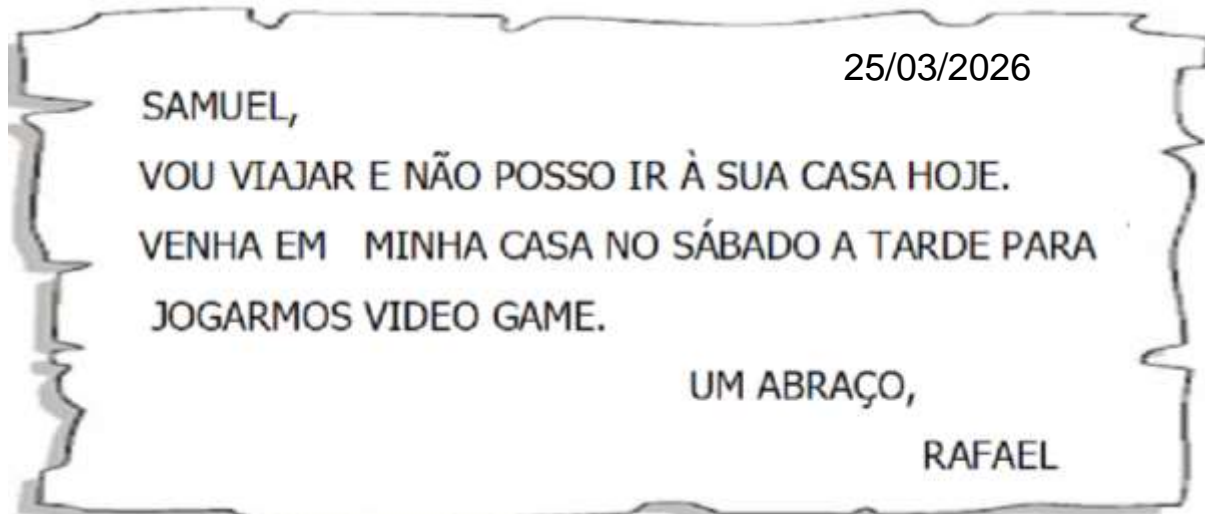 25/03/2026
SAMUEL,
VOU VIAJAR E NÃO POSSO IR À SUA CASA HOJE.
VENHA EM MINHA CASA NO SÁBADO A TARDE PARA
JOGARMOS VIDEO GAME.
UM ABRAÇO,
RAFAEL